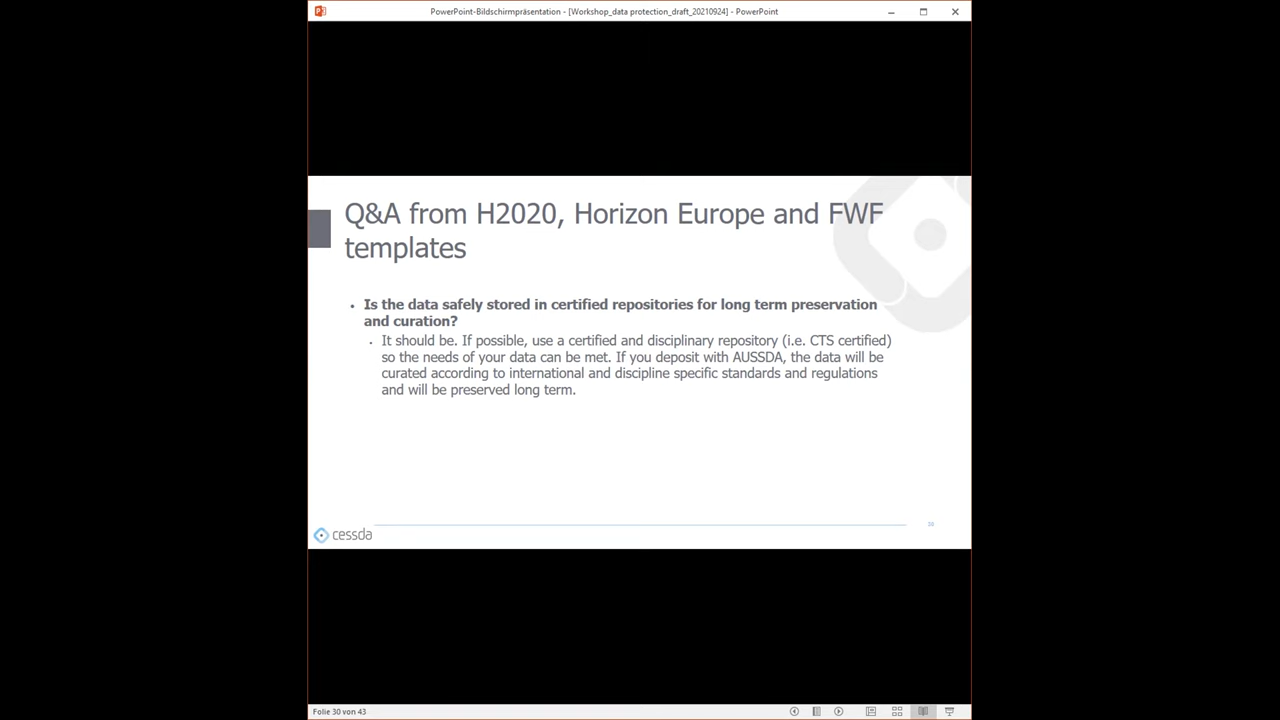 PowerPoint-Bildschirmpräsentation - [Workshop_data protection_draft_20210924] - PowerPoint
Q&A from H2020, Horizon Europe and FWF
templates
• Is the data safely stored in certified repositories for long term preservation
and curation?
• It should be. If possible, use a certified and disciplinary repository (i.e. CTS certified)
so the needs of your data can be met. If you deposit with AUSSDA, the data will be
curated according to international and discipline specific standards and regulations
and will be preserved long term.
cessda
Folie 30 von 43